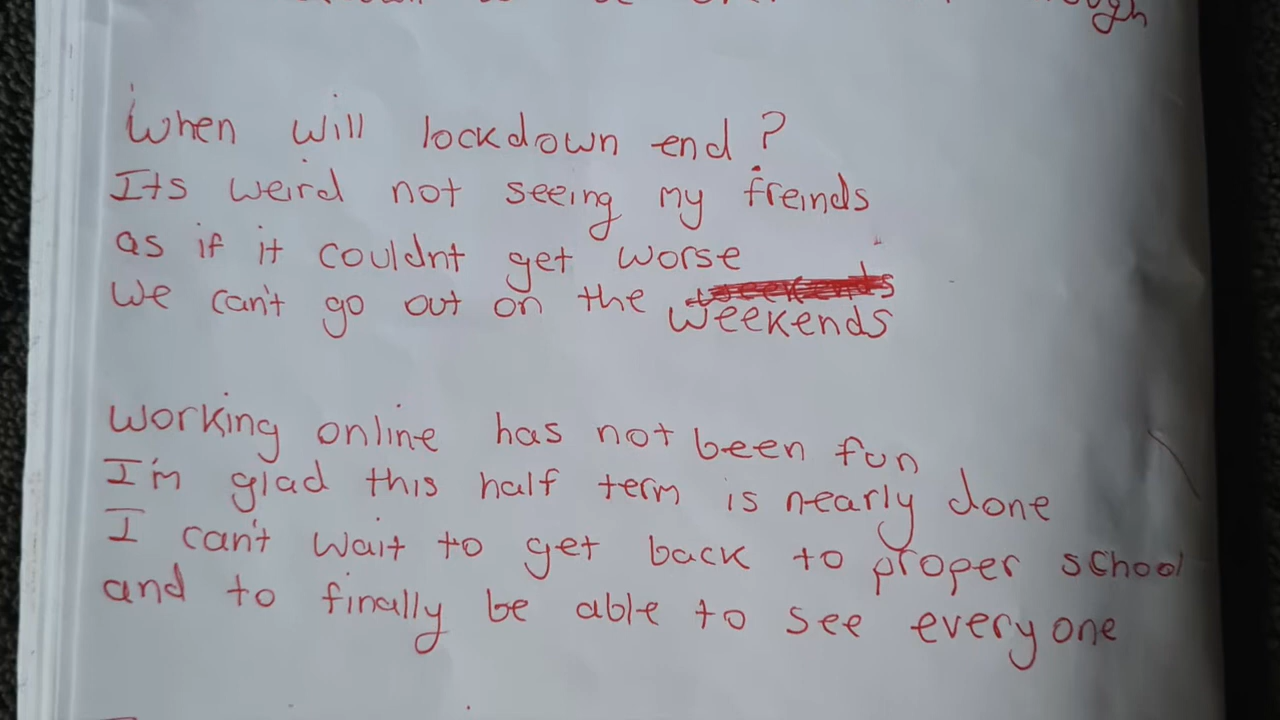 When will lockdown end?
Its weird not seeing my freinds
as if it couldnt get worse
We can't go out on the weekends
weekends
working online has not been fun
I'm glad this half term is nearly done
I can't wait to get back to proper school
and to finally be able to see everyone